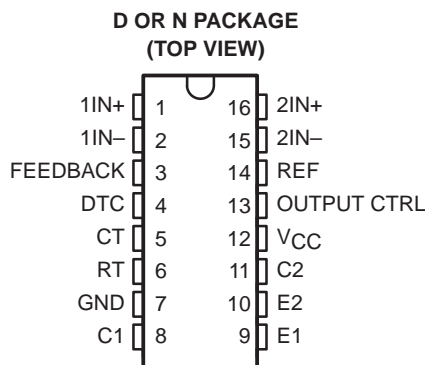 D OR N PACKAGE
(TOP VIEW)
1IN+ 1 16 2IN+
1IN– 2 15 2IN–
FEEDBACK 3 14 REF
DTC 4 13 OUTPUT CTRL
CT 5 12 VCC
RT 6 11 C2
GND 7 10 E2
C1 8 9 E1